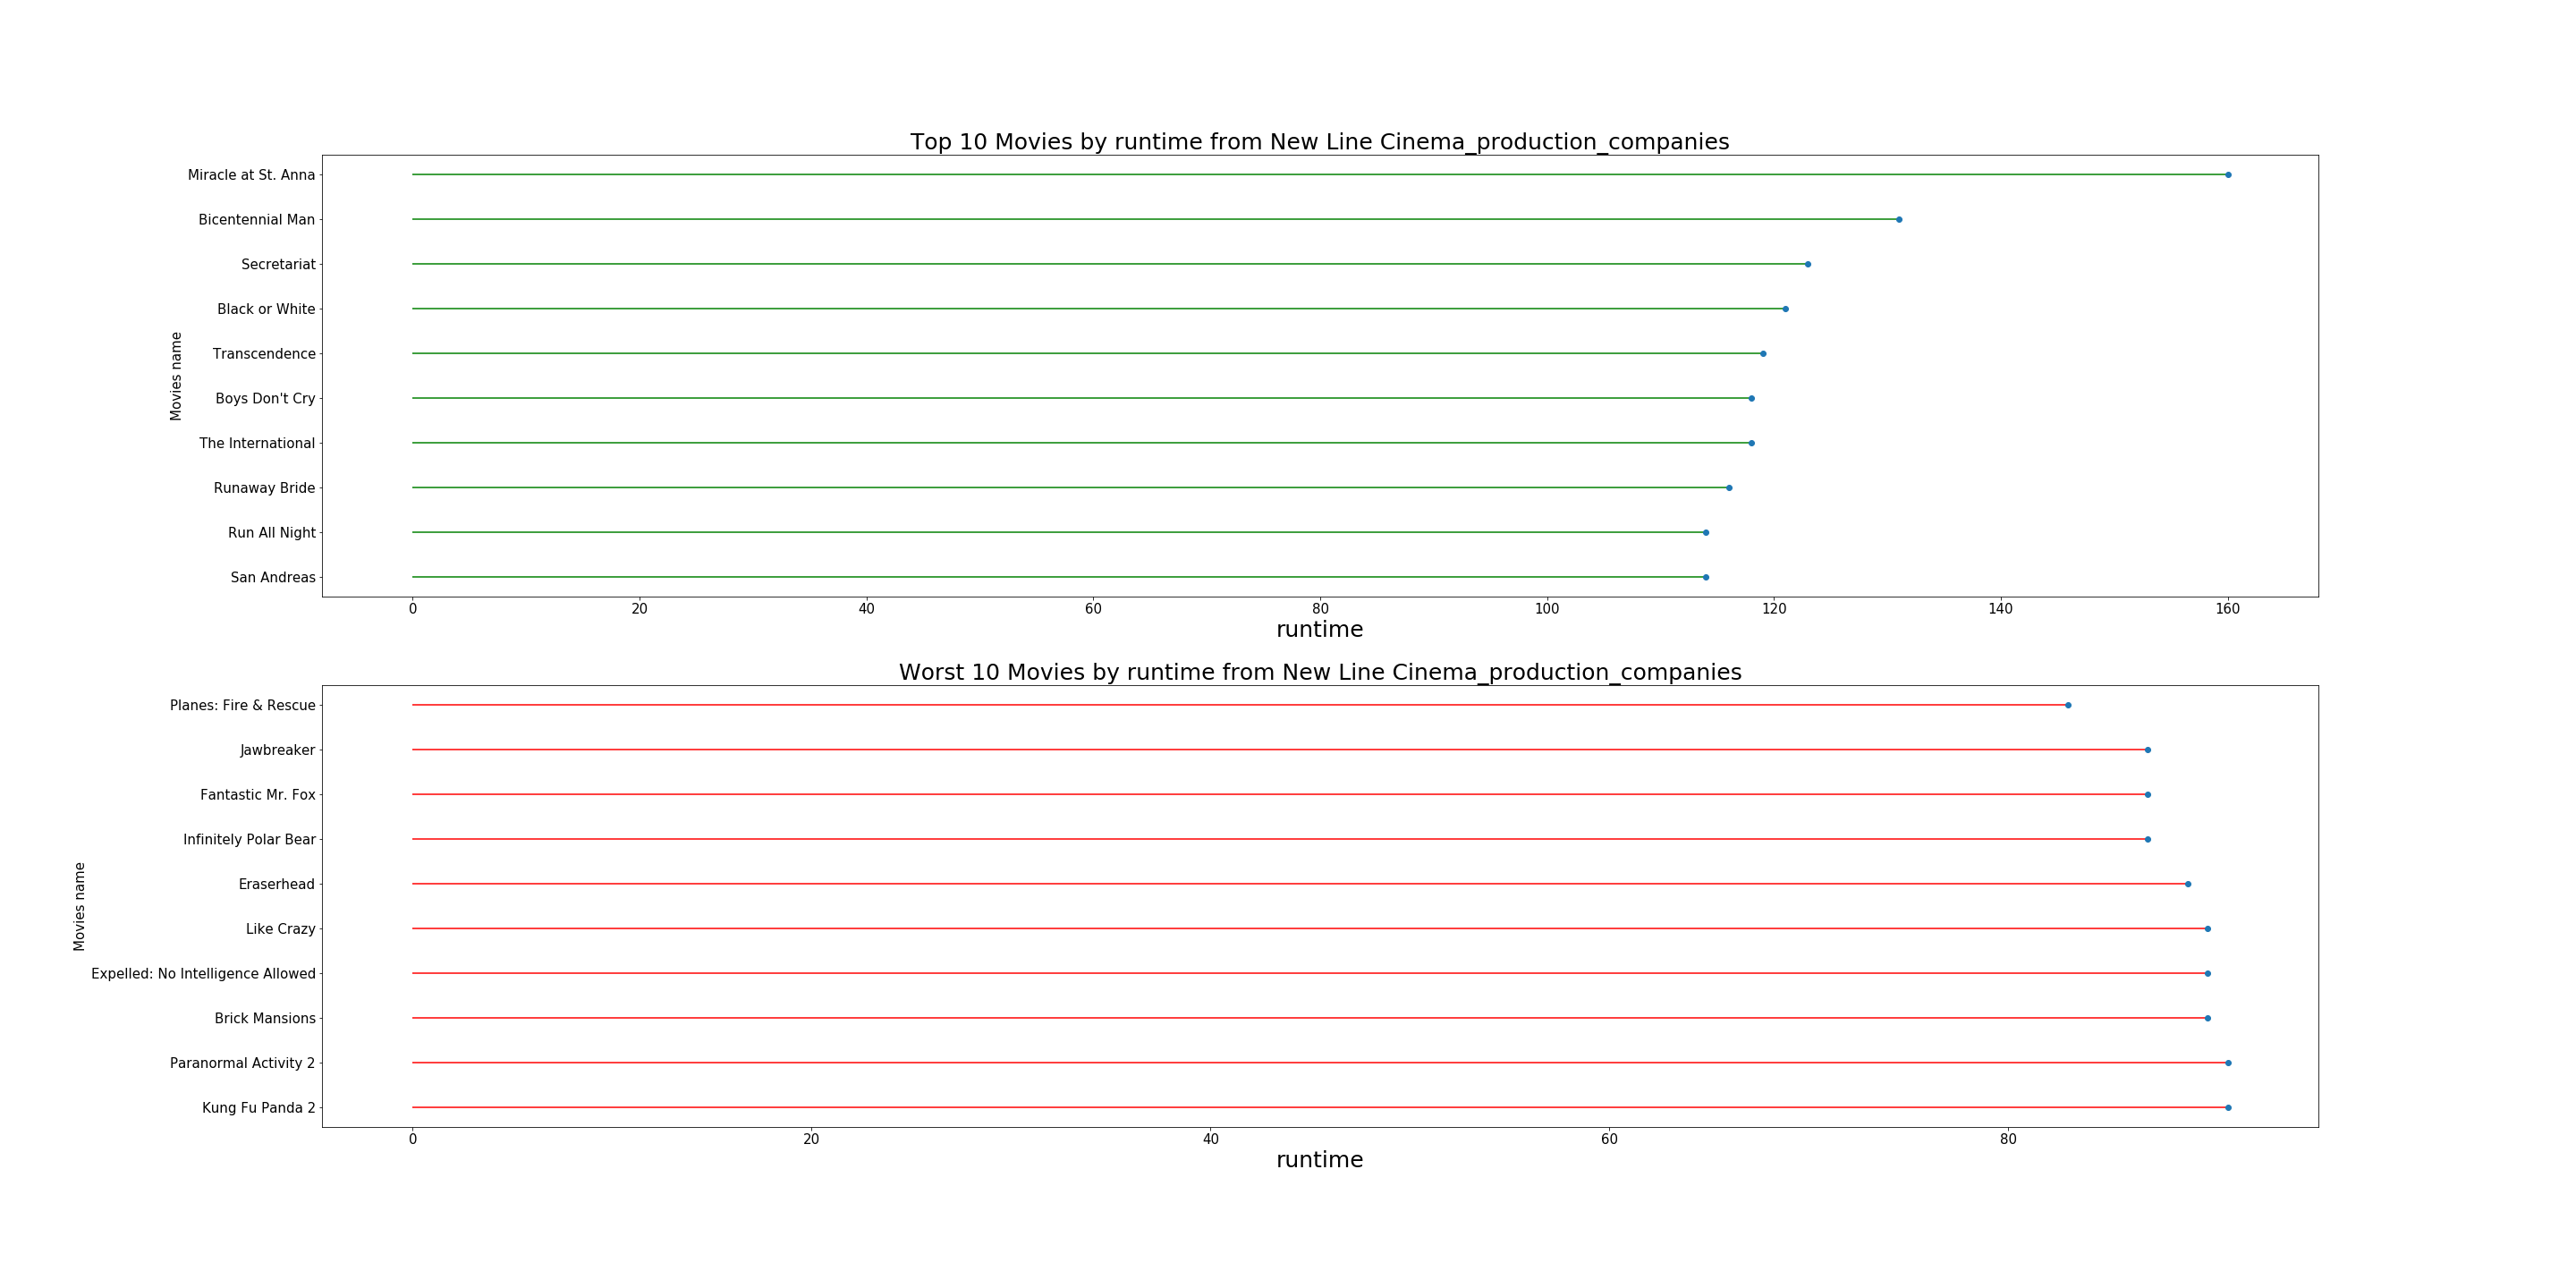 Top 10 Movies by runtime from New Line Cinema_production_companies
Movies name
Miracle at St. Anna
Bicentennial Man
Secretariat
Black or White
Transcendence
Boys Don't Cry
The International
Runaway Bride
Run All Night
San Andreas
0 20 40 60 80 100 120 140 160
runtime
Worst 10 Movies by runtime from New Line Cinema_production_companies
Movies name
Planes: Fire & Rescue
Jawbreaker
Fantastic Mr. Fox
Infinitely Polar Bear
Eraserhead
Like Crazy
Expelled: No Intelligence Allowed
Brick Mansions
Paranormal Activity 2
Kung Fu Panda 2
0 20 40 60 80
runtime